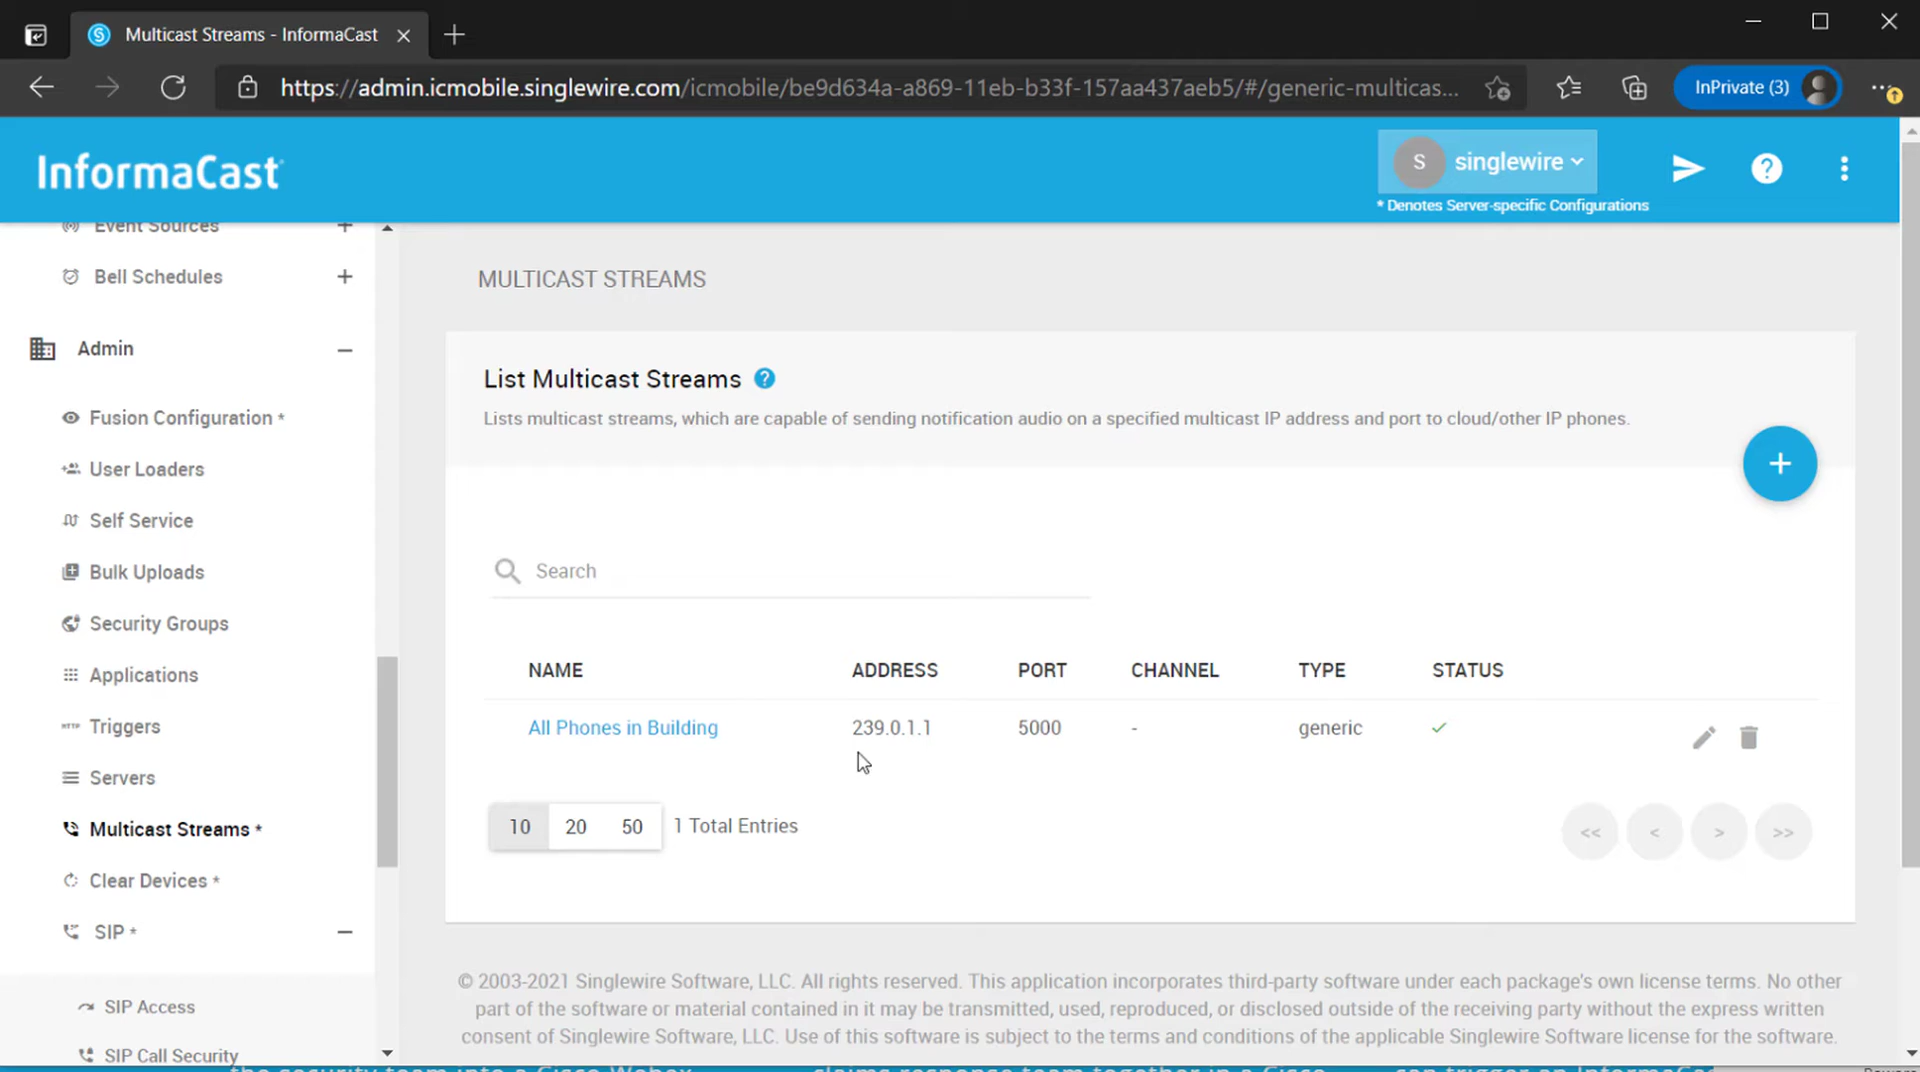 Multicast Streams - InformaCast
https://admin.icmobile.singlewire.com/icmobile/be9d634a-a869-11eb-b33f-157aa437aeb5/#/generic-multicas...
InPrivate (3)
InformaCast
S
singlewire
* Denotes Server-specific Configurations
Event Sources
Bell Schedules
Admin
Fusion Configuration *
User Loaders
Self Service
Bulk Uploads
Security Groups
Applications
HTTP
Triggers
Servers
Multicast Streams *
Clear Devices *
SIP *
SIP Access
SIP Call Security
MULTICAST STREAMS
List Multicast Streams ?
Lists multicast streams, which are capable of sending notification audio on a specified multicast IP address and port to cloud/other IP phones.
+
Search
NAME ADDRESS PORT CHANNEL TYPE STATUS
All Phones in Building 239.0.1.1 5000 - generic
10 20 50 1 Total Entries
<< < > >>
© 2003-2021 Singlewire Software, LLC. All rights reserved. This application incorporates third-party software under each package's own license terms. No other
part of the software or material contained in it may be transmitted, used, reproduced, or disclosed outside of the receiving party without the express written
consent of Singlewire Software, LLC. Use of this software is subject to the terms and conditions of the applicable Singlewire Software license for the software.